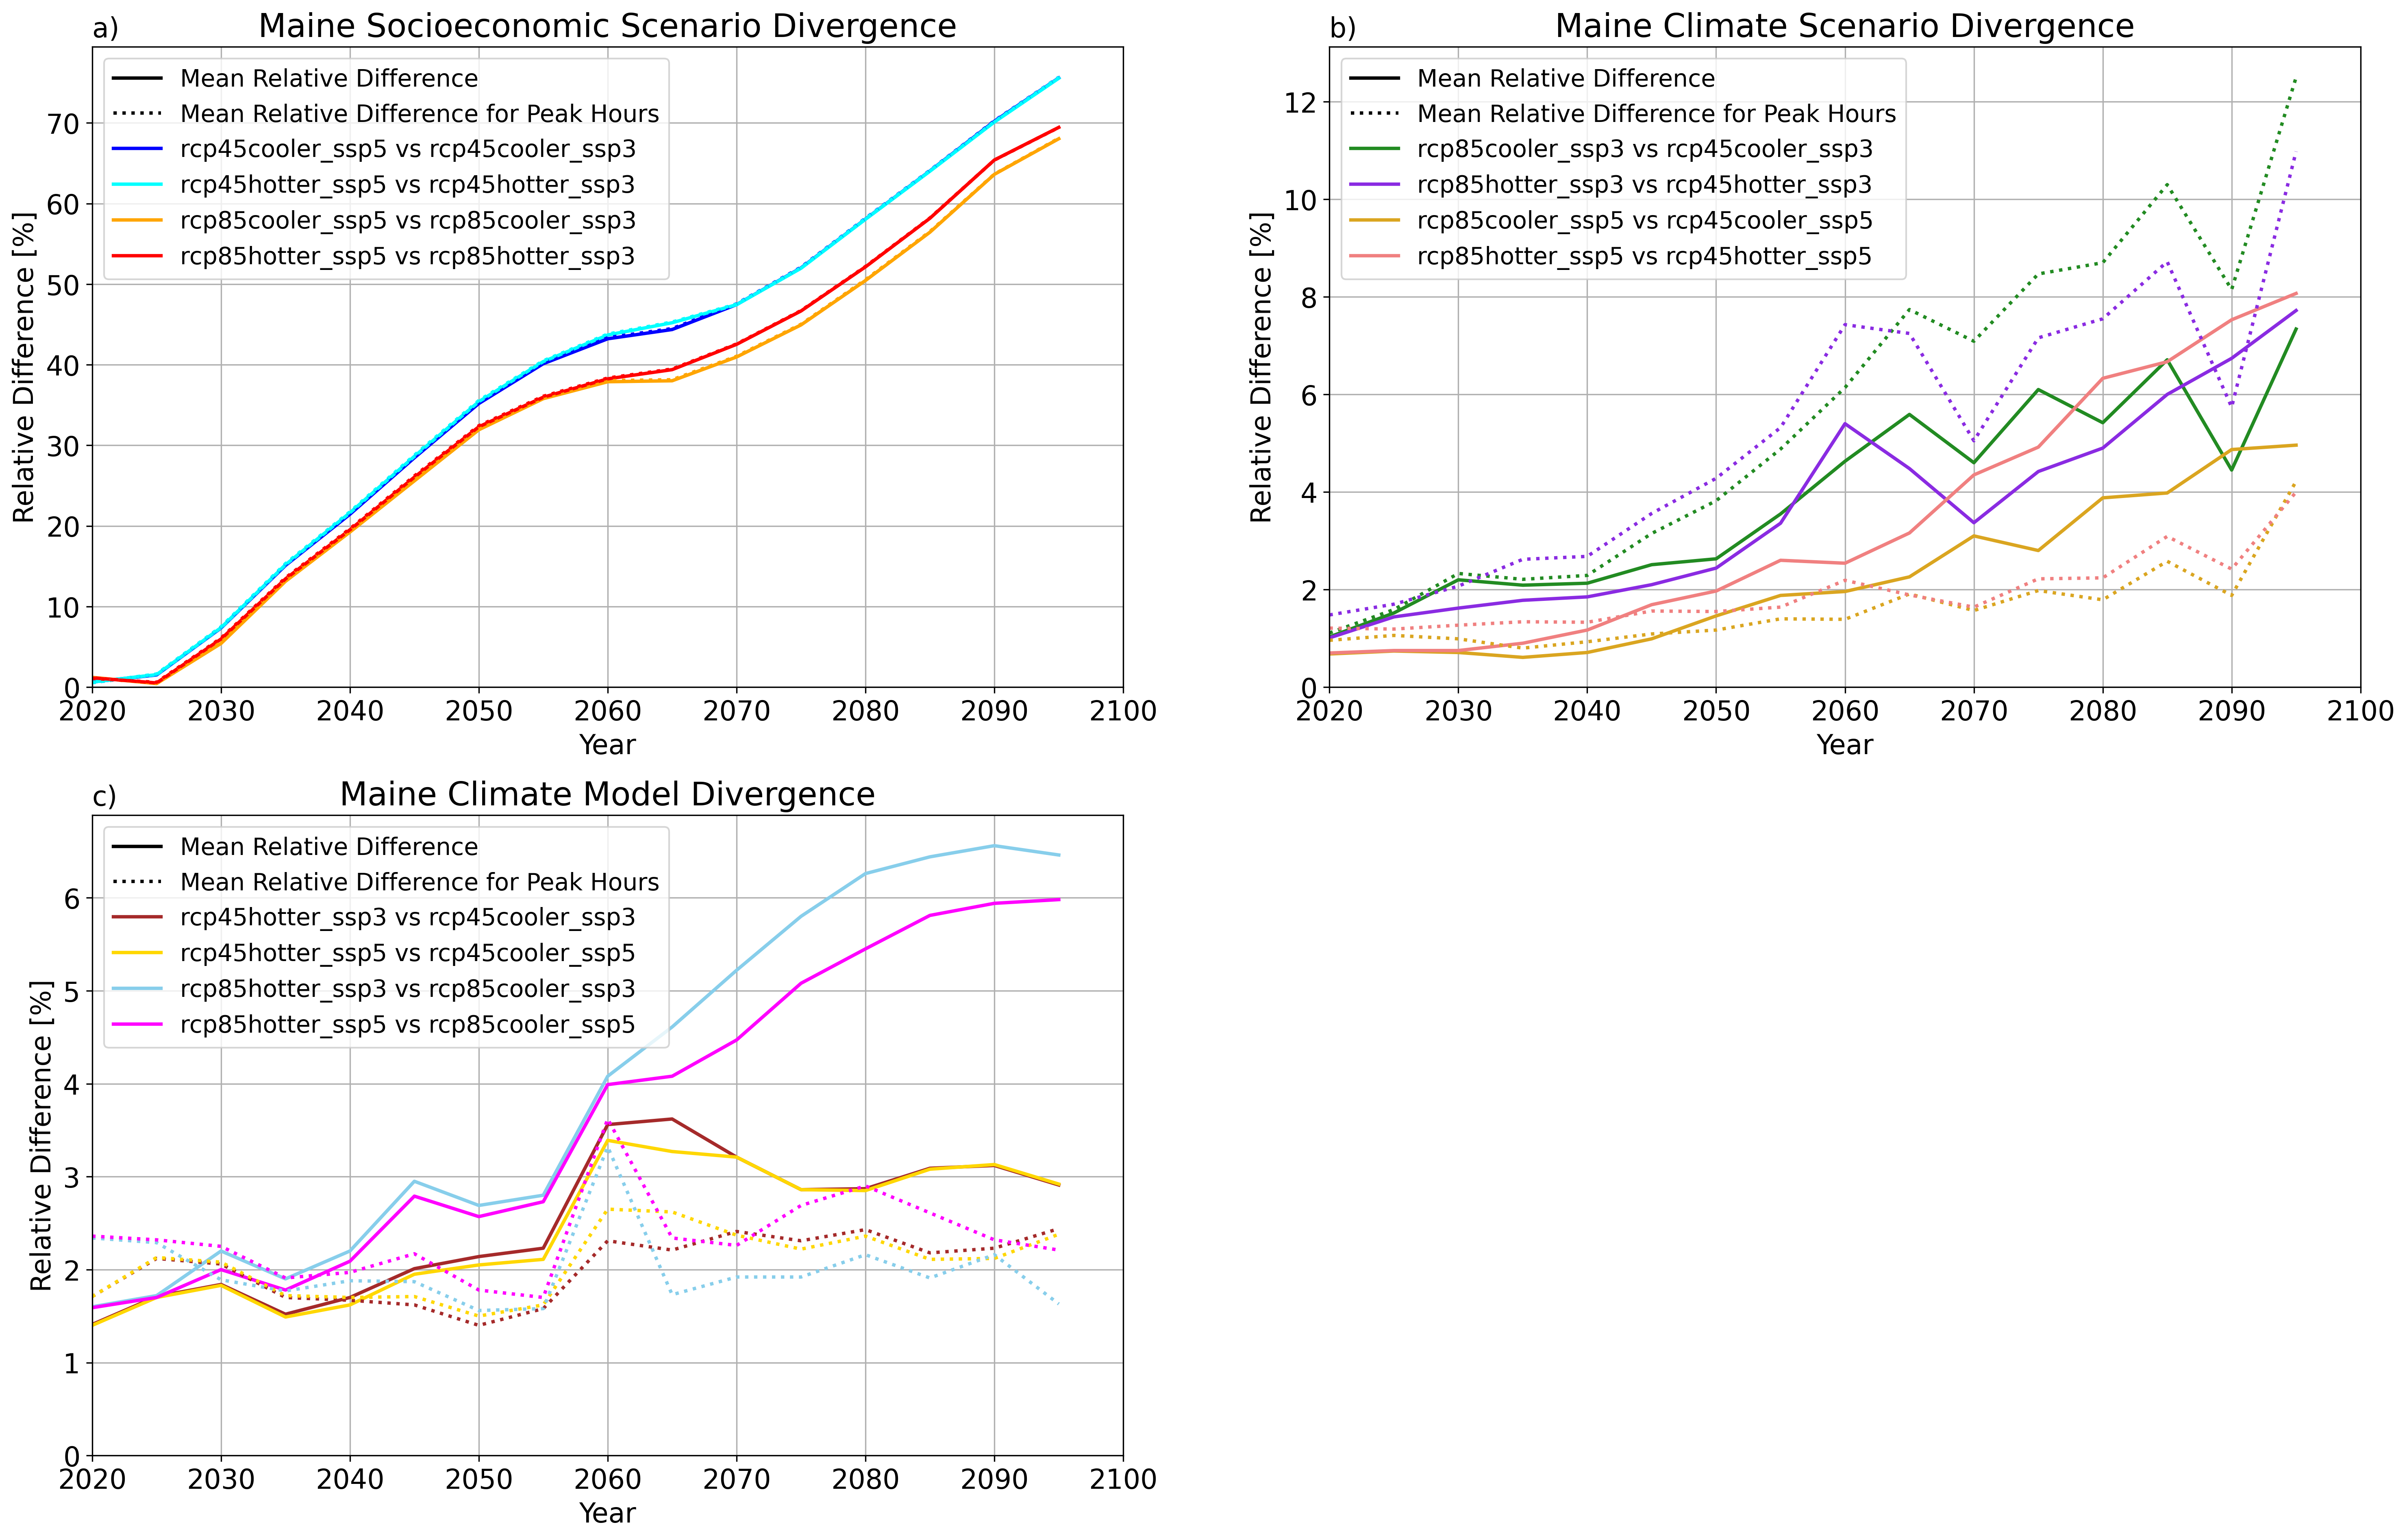 a)
Maine Socioeconomic Scenario Divergence
Mean Relative Difference
Mean Relative Difference for Peak Hours
rcp45cooler_ssp5 vs rcp45cooler_ssp3
rcp45hotter_ssp5 vs rcp45hotter_ssp3
rcp85cooler_ssp5 vs rcp85cooler_ssp3
rcp85hotter_ssp5 vs rcp85hotter_ssp3
Relative Difference [%]
70
60
50
40
30
20
10
0
2020 2030 2040 2050 2060 2070 2080 2090 2100
Year
b)
Maine Climate Scenario Divergence
Mean Relative Difference
Mean Relative Difference for Peak Hours
rcp85cooler_ssp3 vs rcp45cooler_ssp3
rcp85hotter_ssp3 vs rcp45hotter_ssp3
rcp85cooler_ssp5 vs rcp45cooler_ssp5
rcp85hotter_ssp5 vs rcp45hotter_ssp5
Relative Difference [%]
12
10
8
6
4
2
0
2020 2030 2040 2050 2060 2070 2080 2090 2100
Year
c)
Maine Climate Model Divergence
Mean Relative Difference
Mean Relative Difference for Peak Hours
rcp45hotter_ssp3 vs rcp45cooler_ssp3
rcp45hotter_ssp5 vs rcp45cooler_ssp5
rcp85hotter_ssp3 vs rcp85cooler_ssp3
rcp85hotter_ssp5 vs rcp85cooler_ssp5
Relative Difference [%]
6
5
4
3
2
1
0
2020 2030 2040 2050 2060 2070 2080 2090 2100
Year